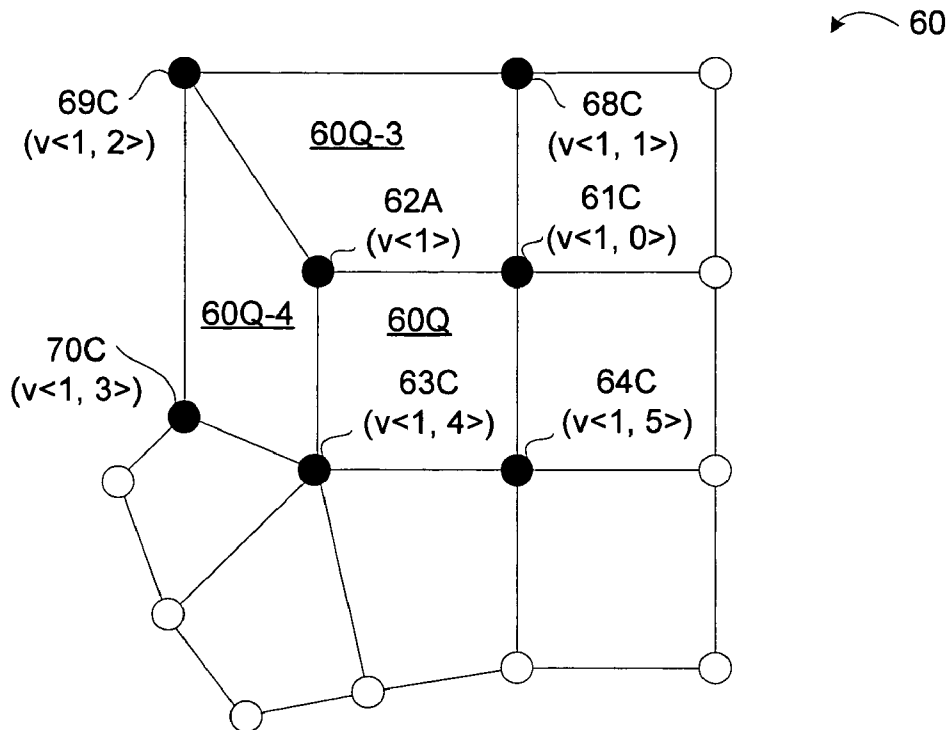 60
69C
(v<1, 2>)
68C
(v<1, 1>)
60Q-3
62A
(v<1>)
61C
(v<1, 0>)
60Q-4
60Q
70C
(v<1, 3>)
63C
(v<1, 4>)
64C
(v<1, 5>)